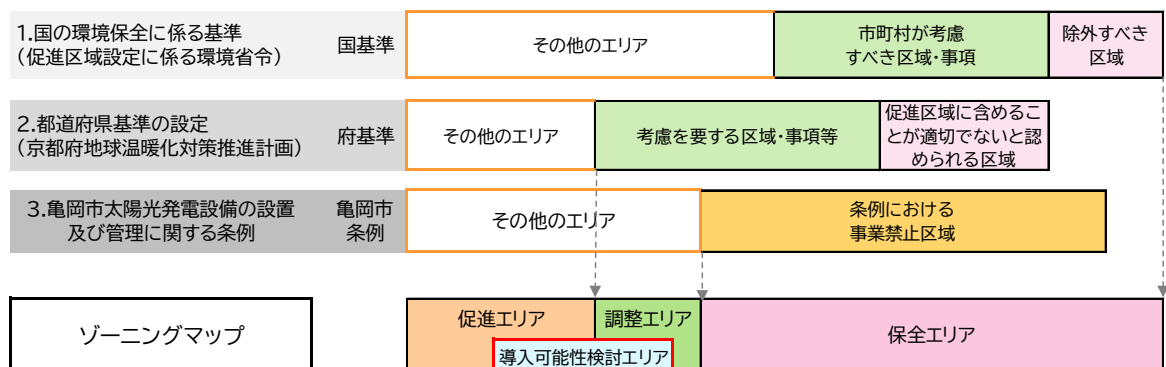 1.国の環境保全に係る基準
(促進区域設定に係る環境省令)
国基準
その他のエリア
市町村が考慮
すべき区域・事項
除外すべき
区域
2.都道府県基準の設定
(京都府地球温暖化対策推進計画)
府基準
その他のエリア
考慮を要する区域・事項等
促進区域に含めるこ
とが適切でないと認
められる区域
3.亀岡市太陽光発電設備の設置
及び管理に関する条例
亀岡市
条例
その他のエリア
条例における
事業禁止区域
ゾーニングマップ
促進エリア
調整エリア
保全エリア
導入可能性検討エリア